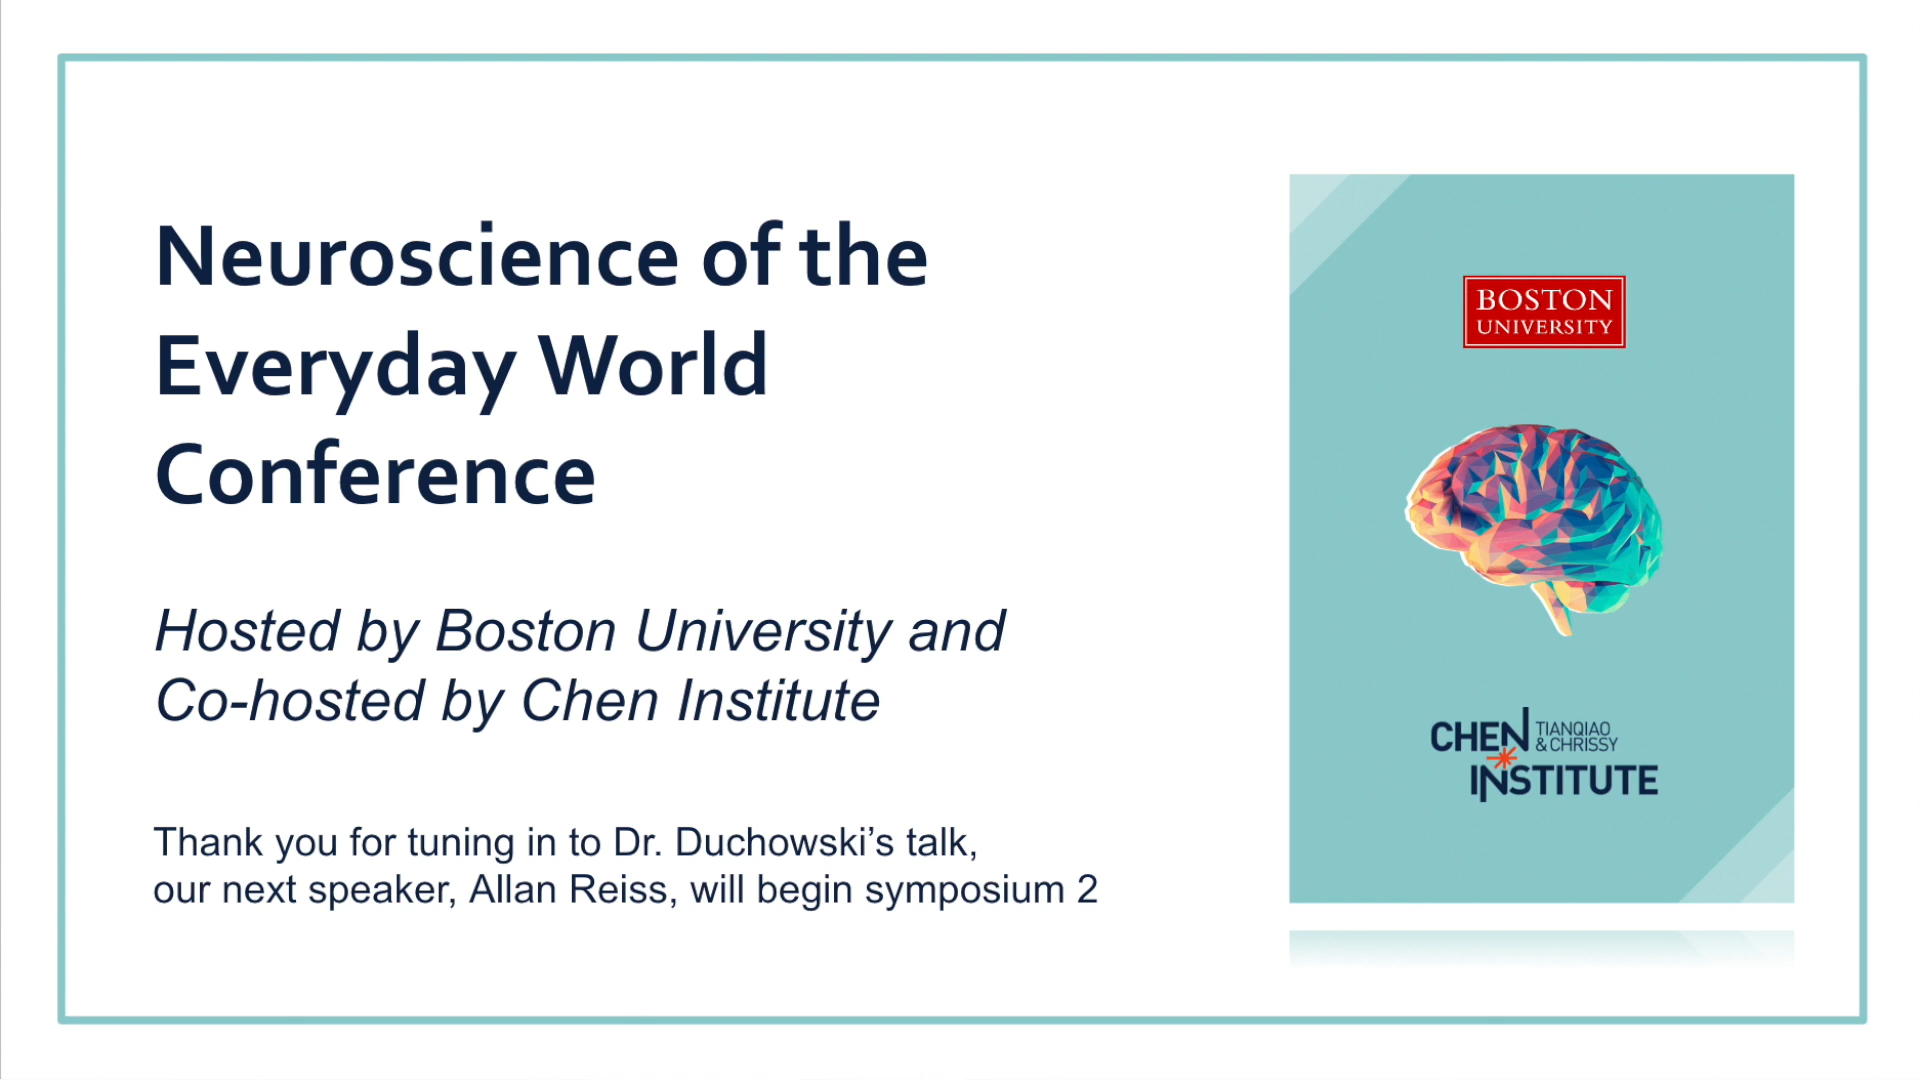 Neuroscience of the
Everyday World
Conference
Hosted by Boston University and
Co-hosted by Chen Institute
Thank you for tuning in to Dr. Duchowski’s talk,
our next speaker, Allan Reiss, will begin symposium 2
BOSTON
UNIVERSITY
CHEN TIANQIAO
& CHRISSY
INSTITUTE